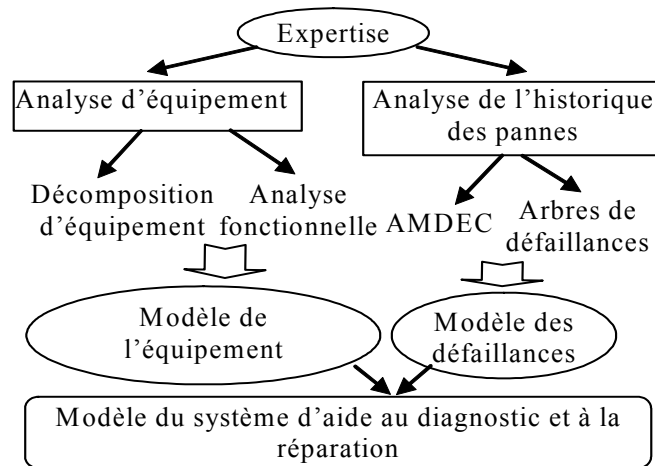 Expertise
Analyse d'équipement
Analyse de l'historique
des pannes
Décomposition
d'équipement
Analyse
fonctionnelle
AMDEC
Arbres de
défaillances
Modèle de
l'équipement
Modèle des
défaillances
Modèle du système d'aide au diagnostic et à la
réparation